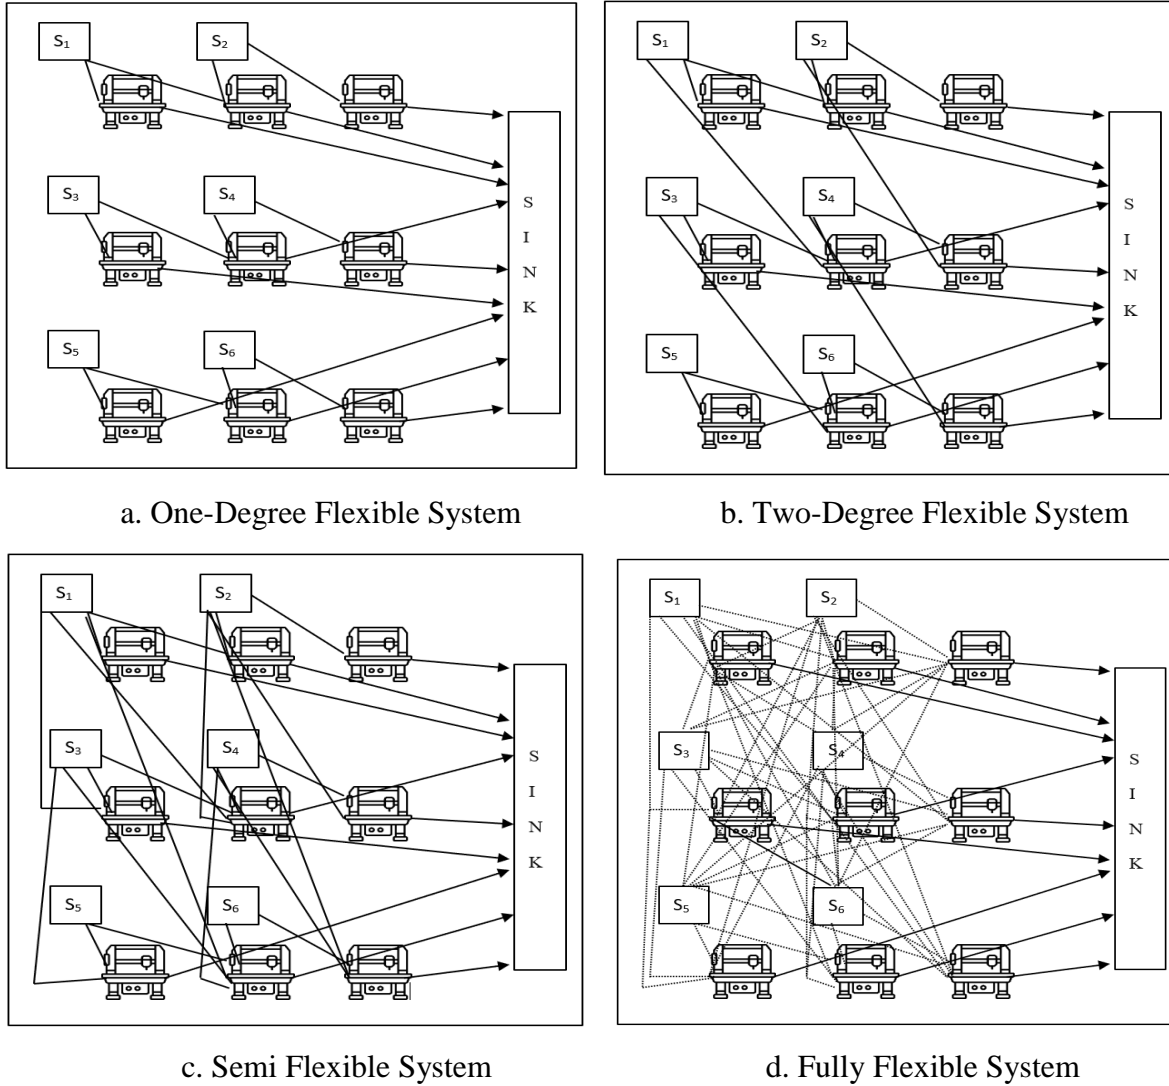 S₁ S₂
S₃ S₄
S₅ S₆
S
I
N
K
a. One-Degree Flexible System
S₁ S₂
S₃ S₄
S₅ S₆
S
I
N
K
b. Two-Degree Flexible System
S₁ S₂
S₃ S₄
S₅ S₆
S
I
N
K
c. Semi Flexible System
S₁ S₂
S₃ S₄
S₅ S₆
S
I
N
K
d. Fully Flexible System